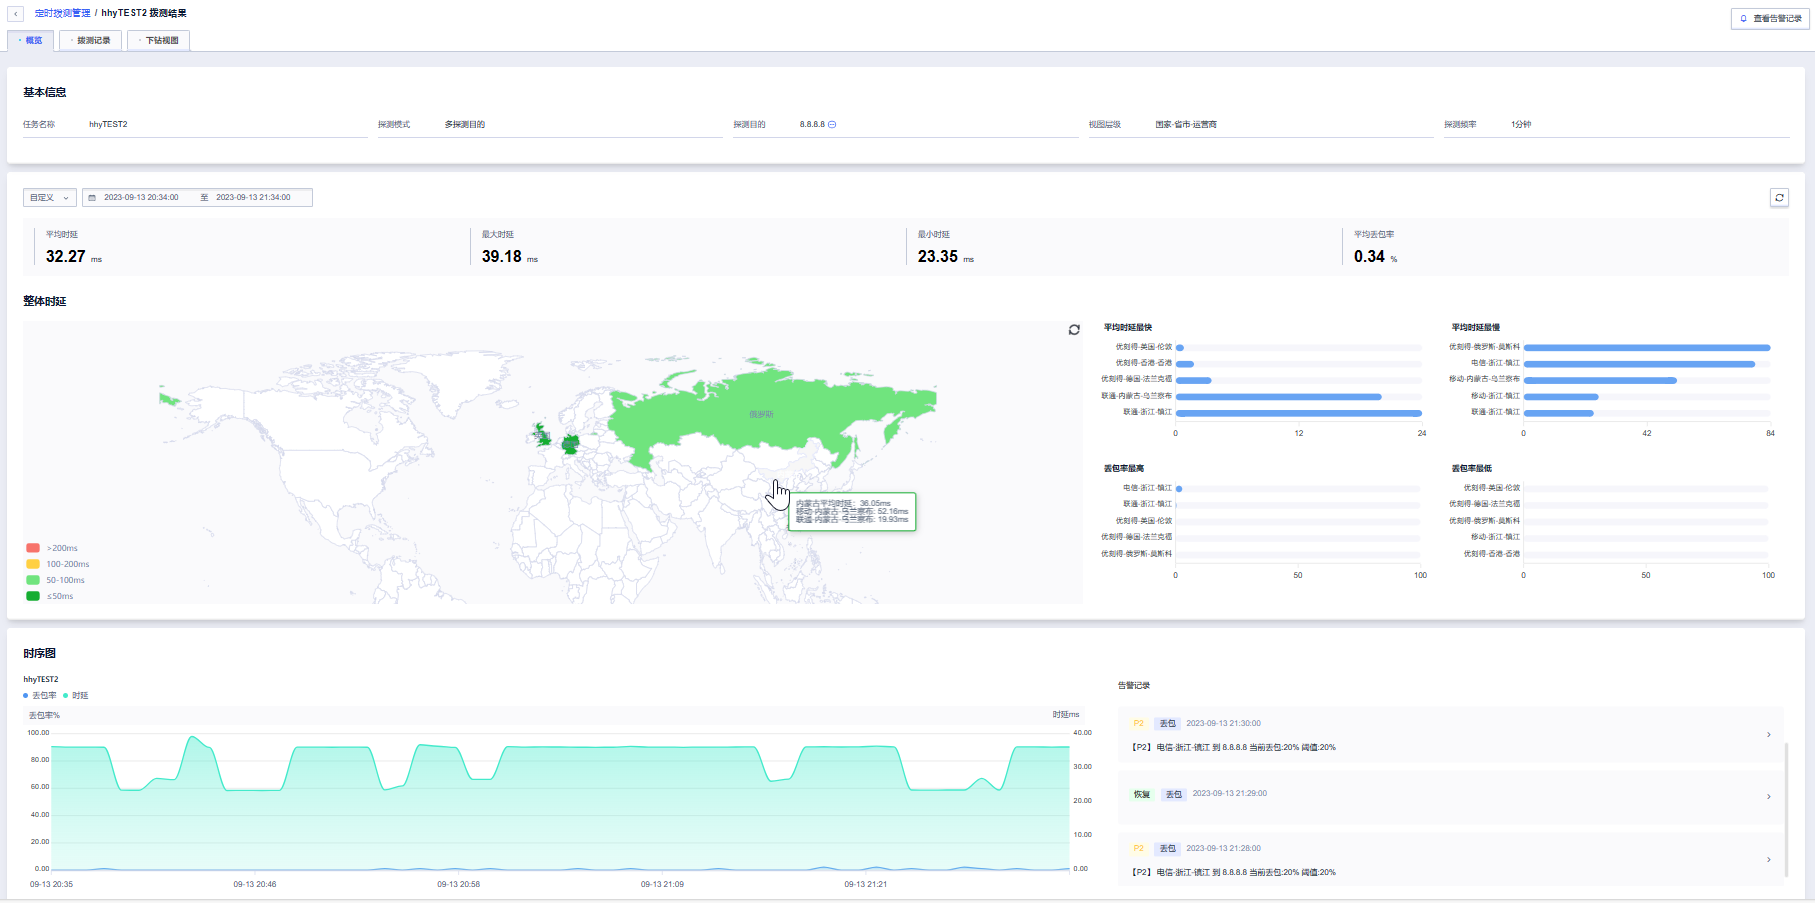 定时拨测管理 / hhyTEST2 拨测结果
查看告警记录
概览
拨测记录
下钻视图
基本信息
任务名称 hhyTEST2
探测模式 多探测目的
探测目的 8.8.8.8
视图层级 国家-省市-运营商
探测频率 1分钟
自定义
2023-09-13 20:34:00 至 2023-09-13 21:34:00
平均时延
32.27 ms
最大时延
39.18 ms
最小时延
23.35 ms
平均丢包率
0.34 %
整体时延
俄罗斯
内蒙古平均时延: 36.05ms
移动-内蒙古-乌兰察布: 52.16ms
联通-内蒙古-乌兰察布: 19.93ms
>200ms
100-200ms
50-100ms
≤50ms
平均时延最快
优刻得-英国-伦敦
优刻得-香港-香港
优刻得-德国-法兰克福
联通-内蒙古-乌兰察布
联通-浙江-镇江
0 12 24
平均时延最慢
优刻得-俄罗斯-莫斯科
电信-浙江-镇江
移动-内蒙古-乌兰察布
移动-浙江-镇江
联通-浙江-镇江
0 42 84
丢包率最高
电信-浙江-镇江
联通-浙江-镇江
优刻得-英国-伦敦
优刻得-德国-法兰克福
优刻得-俄罗斯-莫斯科
0 50 100
丢包率最低
优刻得-英国-伦敦
优刻得-德国-法兰克福
优刻得-俄罗斯-莫斯科
移动-浙江-镇江
优刻得-香港-香港
0 50 100
时序图
hhyTEST2
丢包率 时延
丢包率% 时延ms
100.00
80.00
60.00
40.00
20.00
0.00
40.00
30.00
20.00
10.00
0.00
09-13 20:35 09-13 20:46 09-13 20:58 09-13 21:09 09-13 21:21
告警记录
P2 丢包 2023-09-13 21:30:00
【P2】 电信-浙江-镇江 到 8.8.8.8 当前丢包:20% 阈值:20%
恢复 丢包 2023-09-13 21:29:00
P2 丢包 2023-09-13 21:28:00
【P2】 电信-浙江-镇江 到 8.8.8.8 当前丢包:20% 阈值:20%